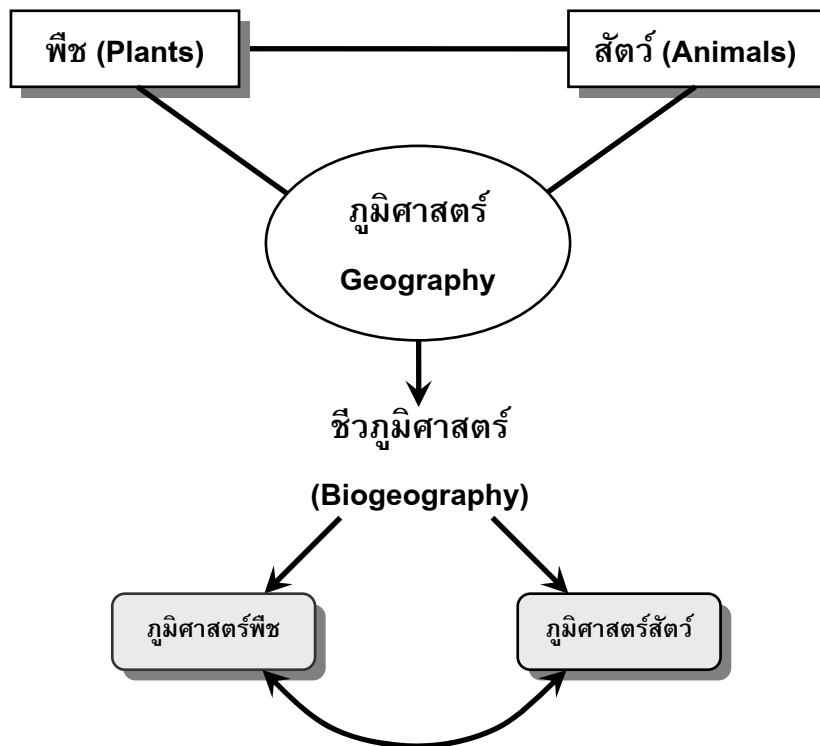 พืช (Plants)
สัตว์ (Animals)
ภูมิศาสตร์
Geography
ชีวภูมิศาสตร์
(Biogeography)
ภูมิศาสตร์พืช
ภูมิศาสตร์สัตว์